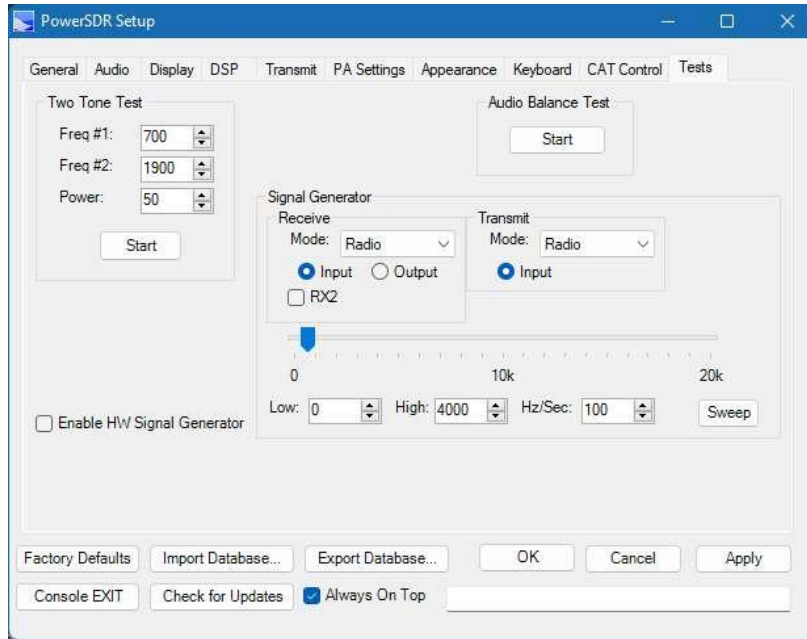 PowerSDR Setup
General Audio Display DSP Transmit PA Settings Appearance Keyboard CAT Control Tests
Two Tone Test
Freq #1: 700
Freq #2: 1900
Power: 50
Start
Audio Balance Test
Start
Signal Generator
Receive
Mode: Radio
Input Output
RX2
Transmit
Mode: Radio
Input
0 10k 20k
Low: 0 High: 4000 Hz/Sec: 100 Sweep
Enable HW Signal Generator
Factory Defaults Import Database... Export Database... OK Cancel Apply
Console EXIT Check for Updates Always On Top